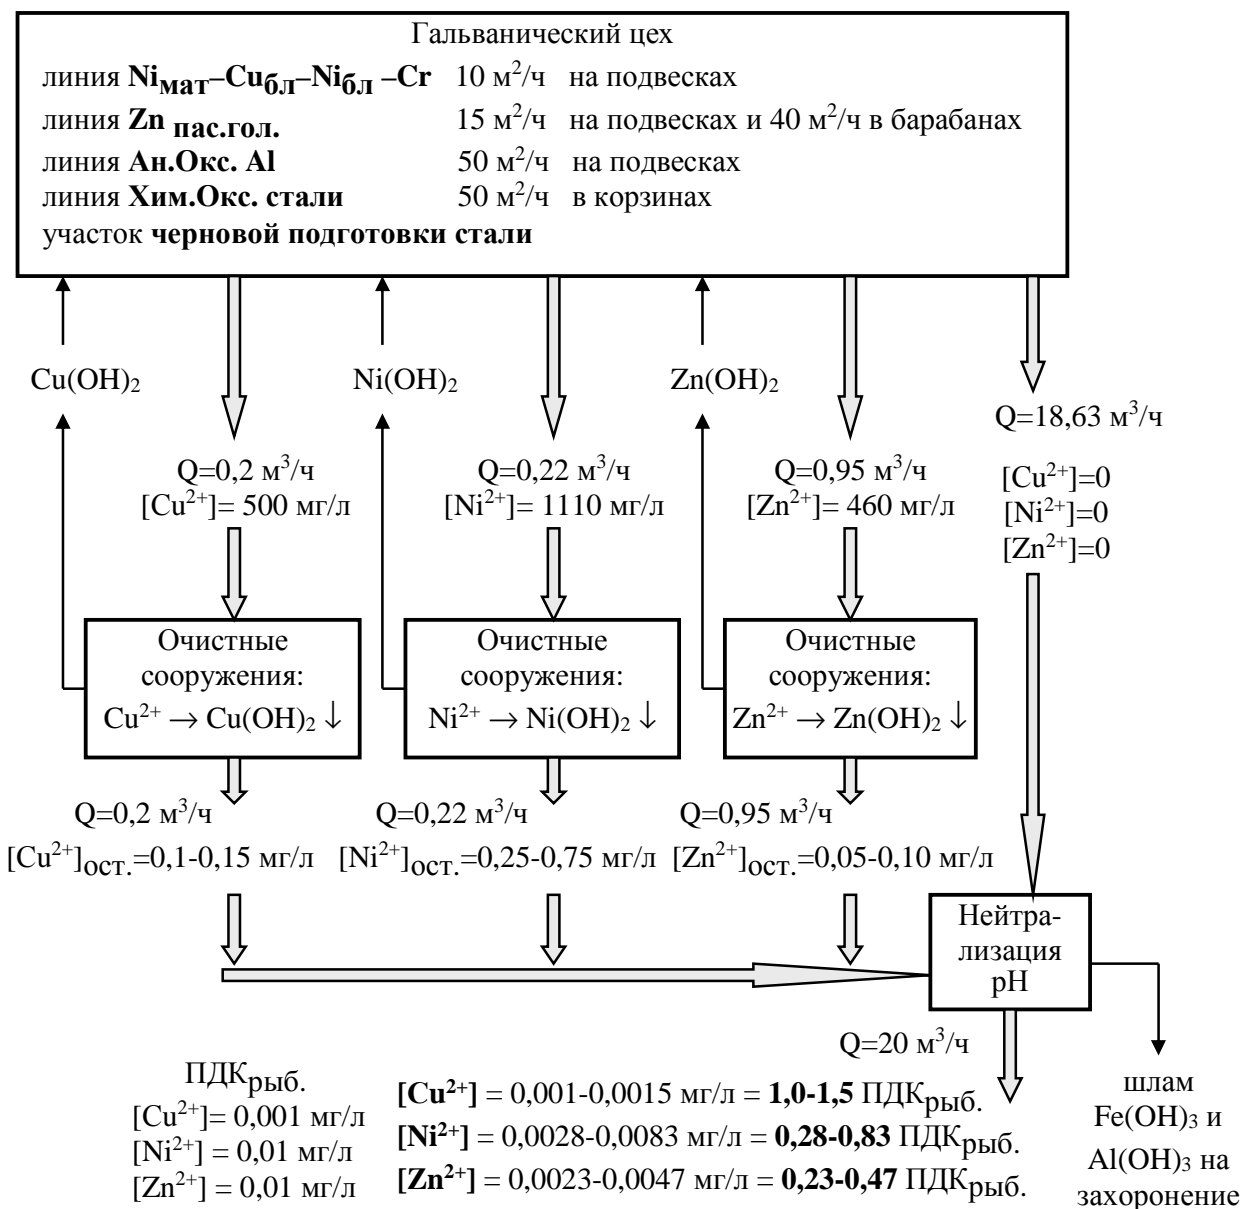 Гальванический цех
линия Niмат–Cuбл–Niбл –Cr 10 м²/ч на подвесках
линия Zn пас.гол. 15 м²/ч на подвесках и 40 м²/ч в барабанах
линия Ан.Окс. Al 50 м²/ч на подвесках
линия Хим.Окс. стали 50 м²/ч в корзинах
участок черновой подготовки стали
Cu(OH)₂
Ni(OH)₂
Zn(OH)₂
Q=0,2 м³/ч
[Cu²⁺]= 500 мг/л
Q=0,22 м³/ч
[Ni²⁺]= 1110 мг/л
Q=0,95 м³/ч
[Zn²⁺]= 460 мг/л
Q=18,63 м³/ч
[Cu²⁺]=0
[Ni²⁺]=0
[Zn²⁺]=0
Очистные
сооружения:
Cu²⁺ → Cu(OH)₂ ↓
Очистные
сооружения:
Ni²⁺ → Ni(OH)₂ ↓
Очистные
сооружения:
Zn²⁺ → Zn(OH)₂ ↓
Q=0,2 м³/ч
[Cu²⁺]ост.=0,1-0,15 мг/л
Q=0,22 м³/ч
[Ni²⁺]ост.=0,25-0,75 мг/л
Q=0,95 м³/ч
[Zn²⁺]ост.=0,05-0,10 мг/л
Нейтра-
лизация
pH
Q=20 м³/ч
ПДКрыб.
[Cu²⁺]= 0,001 мг/л
[Ni²⁺] = 0,01 мг/л
[Zn²⁺] = 0,01 мг/л
[Cu²⁺] = 0,001-0,0015 мг/л = 1,0-1,5 ПДКрыб.
[Ni²⁺] = 0,0028-0,0083 мг/л = 0,28-0,83 ПДКрыб.
[Zn²⁺] = 0,0023-0,0047 мг/л = 0,23-0,47 ПДКрыб.
шлам
Fe(OH)₃ и
Al(OH)₃ на
захоронение